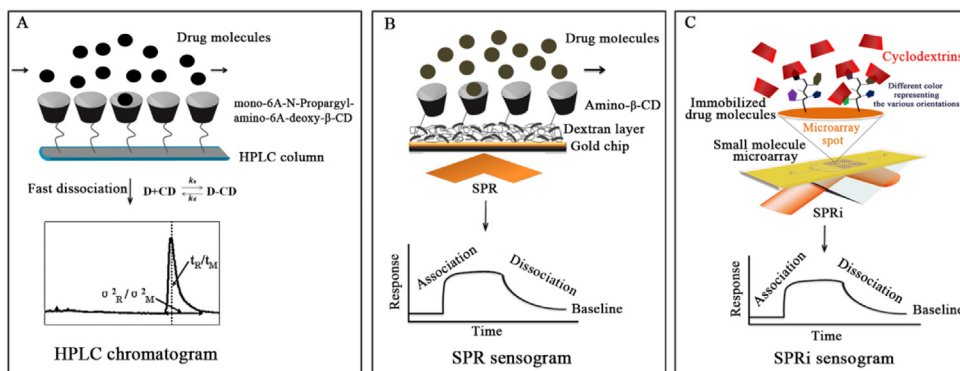 A
Drug molecules
mono-6A-N-Propargyl-
amino-6A-deoxy-β-CD
HPLC column
Fast dissociation
D+CD
ka
kd
D-CD
tR/tM
σ²R/σ²M
HPLC chromatogram
B
Drug molecules
Amino-β-CD
Dextran layer
Gold chip
SPR
Response
Association
Dissociation
Baseline
Time
SPR sensogram
C
Cyclodextrins
Different color
representing
the various orientations
Immobilized
drug molecules
Microarray
spot
Small molecule
microarray
SPRi
Response
Association
Dissociation
Baseline
Time
SPRi sensogram